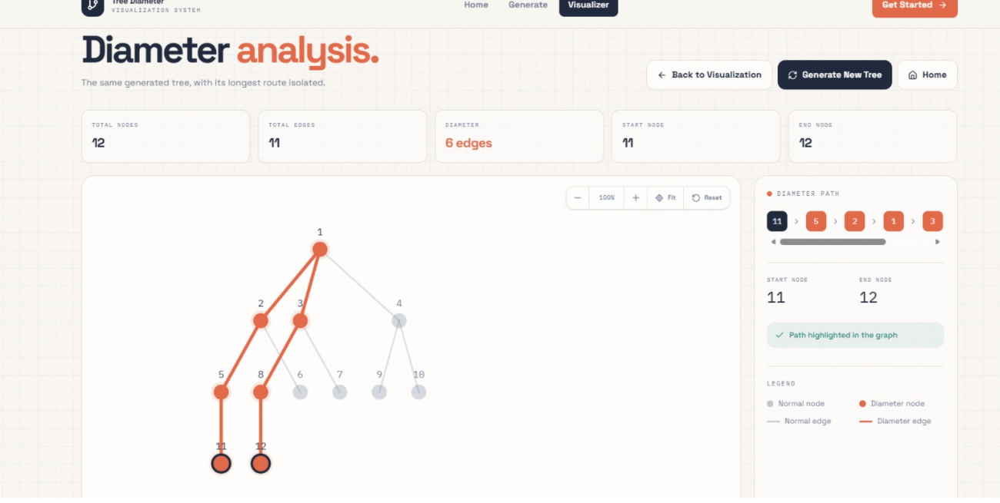 Tree Diameter
VISUALIZATION SYSTEM
Home
Generate
Visualizer
Get Started →
Diameter analysis.
The same generated tree, with its longest route isolated.
← Back to Visualization
Generate New Tree
Home
TOTAL NODES
12
TOTAL EDGES
11
DIAMETER
6 edges
START NODE
11
END NODE
12
− 100% + Fit Reset
1
2
3
4
5
8
6
7
9
10
11
12
DIAMETER PATH
11 › 5 › 2 › 1 › 3
START NODE
11
END NODE
12
Path highlighted in the graph
LEGEND
Normal node
Diameter node
Normal edge
Diameter edge